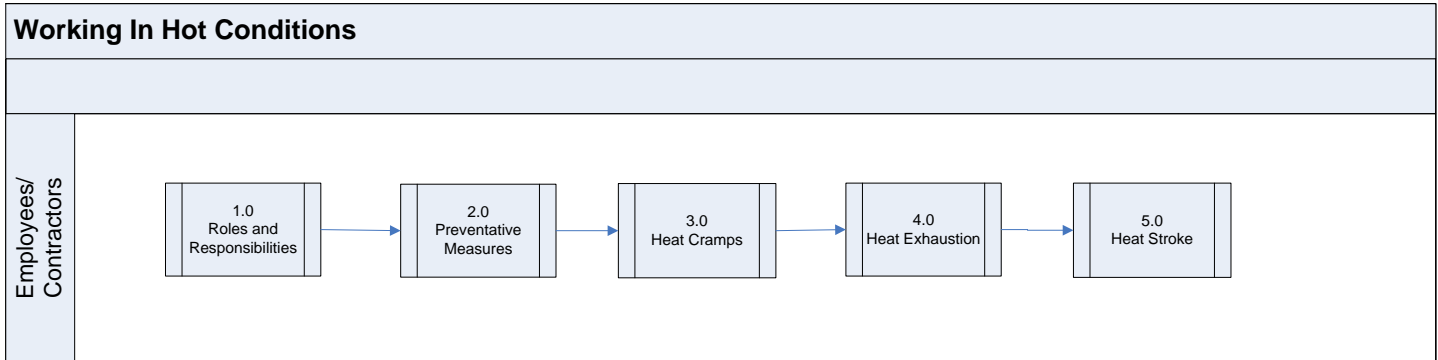 Working In Hot Conditions
Employees/
Contractors
1.0
Roles and
Responsibilities
2.0
Preventative
Measures
3.0
Heat Cramps
4.0
Heat Exhaustion
5.0
Heat Stroke